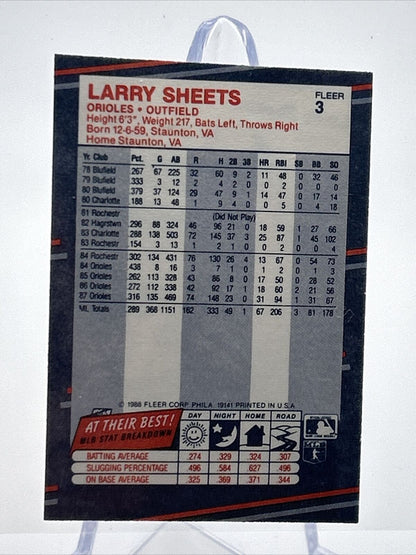 LARRY SHEETS
FLEER
3
ORIOLES • OUTFIELD
Height 6'3", Weight 217, Bats Left, Throws Right
Born 12-6-59, Staunton, VA
Home Staunton, VA
Yr. Club Pct. G AB R H 2B 3B HR RBI SB BB SO
78 Blufield .267 67 225 32 60 9 2 11 48 0 32 46
79 Blufield .333 3 12 2 4 2 0 2 0 0
80 Blufield .379 37 124 29 47 9 1 14 47 0 17 14
80 Charlotte .188 13 48 1 9 4 0 0 5 0 4 18
81 Rochestr (Did Not Play)
82 Hagrstwn .296 88 324 46 96 21 0 18 59 1 27 66
83 Charlotte .288 138 503 72 145 37 3 25 87 1 45 102
83 Rochestr .154 3 13 1 2 1 0 0 2 0 0 4
84 Rochestr .302 134 431 76 130 26 4 13 67 0 54 73
84 Orioles .438 8 16 3 7 1 0 1 2 0 1 3
85 Orioles .262 113 328 43 86 8 0 17 50 0 28 52
86 Orioles .272 112 338 42 92 17 1 18 60 2 21 56
87 Orioles .316 135 469 74 148 23 0 31 94 1 31 67
ML Totals .289 368 1151 162 333 49 1 67 206 3 81 178
© 1988 FLEER CORP. PHILA. 19141 PRINTED IN U.S.A.
AT THEIR BEST!
MLB STAT BREAKDOWN
DAY NIGHT HOME ROAD
BATTING AVERAGE .274 .329 .324 .307
SLUGGING PERCENTAGE .496 .584 .627 .496
ON BASE AVERAGE .325 .369 .371 .344